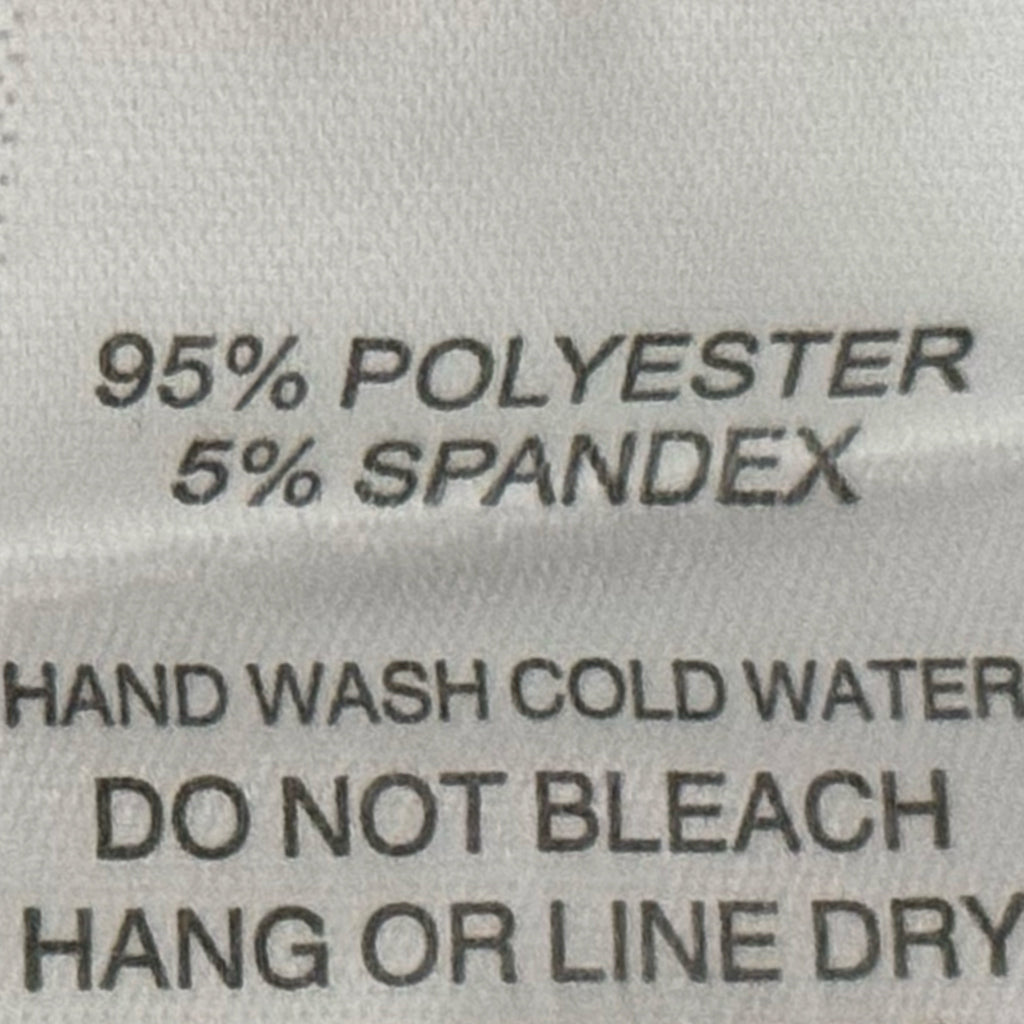 95% POLYESTER
5% SPANDEX
HAND WASH COLD WATER
DO NOT BLEACH
HANG OR LINE DRY